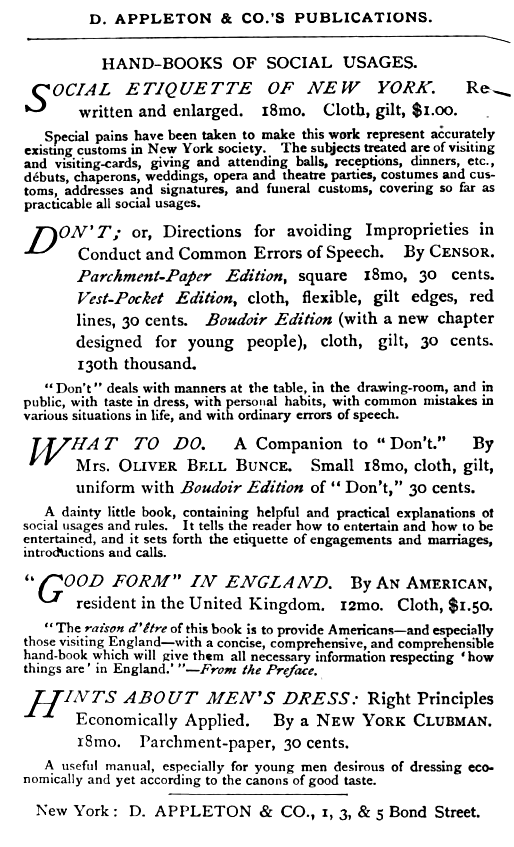 D. APPLETON & CO.'S PUBLICATIONS.
HAND-BOOKS OF SOCIAL USAGES.
SOCIAL ETIQUETTE OF NEW YORK. Re-
written and enlarged. 18mo. Cloth, gilt, $1.00.
Special pains have been taken to make this work represent accurately
existing customs in New York society. The subjects treated are of visiting
and visiting-cards, giving and attending balls, receptions, dinners, etc.,
débuts, chaperons, weddings, opera and theatre parties, costumes and cus-
toms, addresses and signatures, and funeral customs, covering so far as
practicable all social usages.
DON'T; or, Directions for avoiding Improprieties in
Conduct and Common Errors of Speech. By CENSOR.
Parchment-Paper Edition, square 18mo, 30 cents.
Vest-Pocket Edition, cloth, flexible, gilt edges, red
lines, 30 cents. Boudoir Edition (with a new chapter
designed for young people), cloth, gilt, 30 cents.
130th thousand.
"Don't" deals with manners at the table, in the drawing-room, and in
public, with taste in dress, with personal habits, with common mistakes in
various situations in life, and with ordinary errors of speech.
WHAT TO DO. A Companion to "Don't." By
Mrs. OLIVER BELL BUNCE. Small 18mo, cloth, gilt,
uniform with Boudoir Edition of "Don't," 30 cents.
A dainty little book, containing helpful and practical explanations of
social usages and rules. It tells the reader how to entertain and how to be
entertained, and it sets forth the etiquette of engagements and marriages,
introductions and calls.
"GOOD FORM" IN ENGLAND. By AN AMERICAN,
resident in the United Kingdom. 12mo. Cloth, $1.50.
"The raison d'être of this book is to provide Americans—and especially
those visiting England—with a concise, comprehensive, and comprehensible
hand-book which will give them all necessary information respecting 'how
things are' in England."—From the Preface.
HINTS ABOUT MEN'S DRESS: Right Principles
Economically Applied. By a NEW YORK CLUBMAN.
18mo. Parchment-paper, 30 cents.
A useful manual, especially for young men desirous of dressing eco-
nomically and yet according to the canons of good taste.
New York: D. APPLETON & CO., 1, 3, & 5 Bond Street.